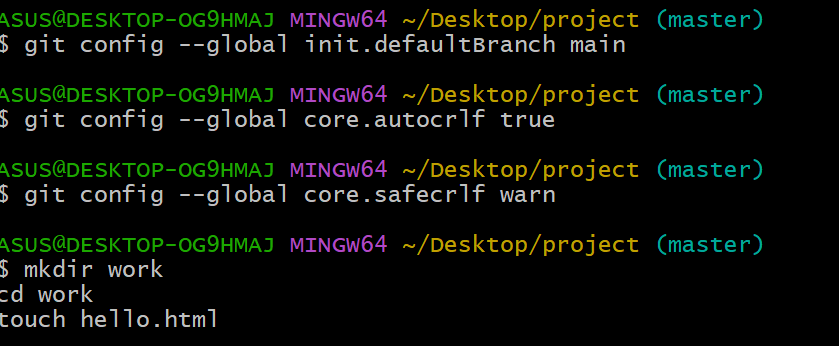 ASUS@DESKTOP-OG9HMAJ MINGW64 ~/Desktop/project (master)
$ git config --global init.defaultBranch main
ASUS@DESKTOP-OG9HMAJ MINGW64 ~/Desktop/project (master)
$ git config --global core.autocrlf true
ASUS@DESKTOP-OG9HMAJ MINGW64 ~/Desktop/project (master)
$ git config --global core.safecrlf warn
ASUS@DESKTOP-OG9HMAJ MINGW64 ~/Desktop/project (master)
$ mkdir work
cd work
touch hello.html